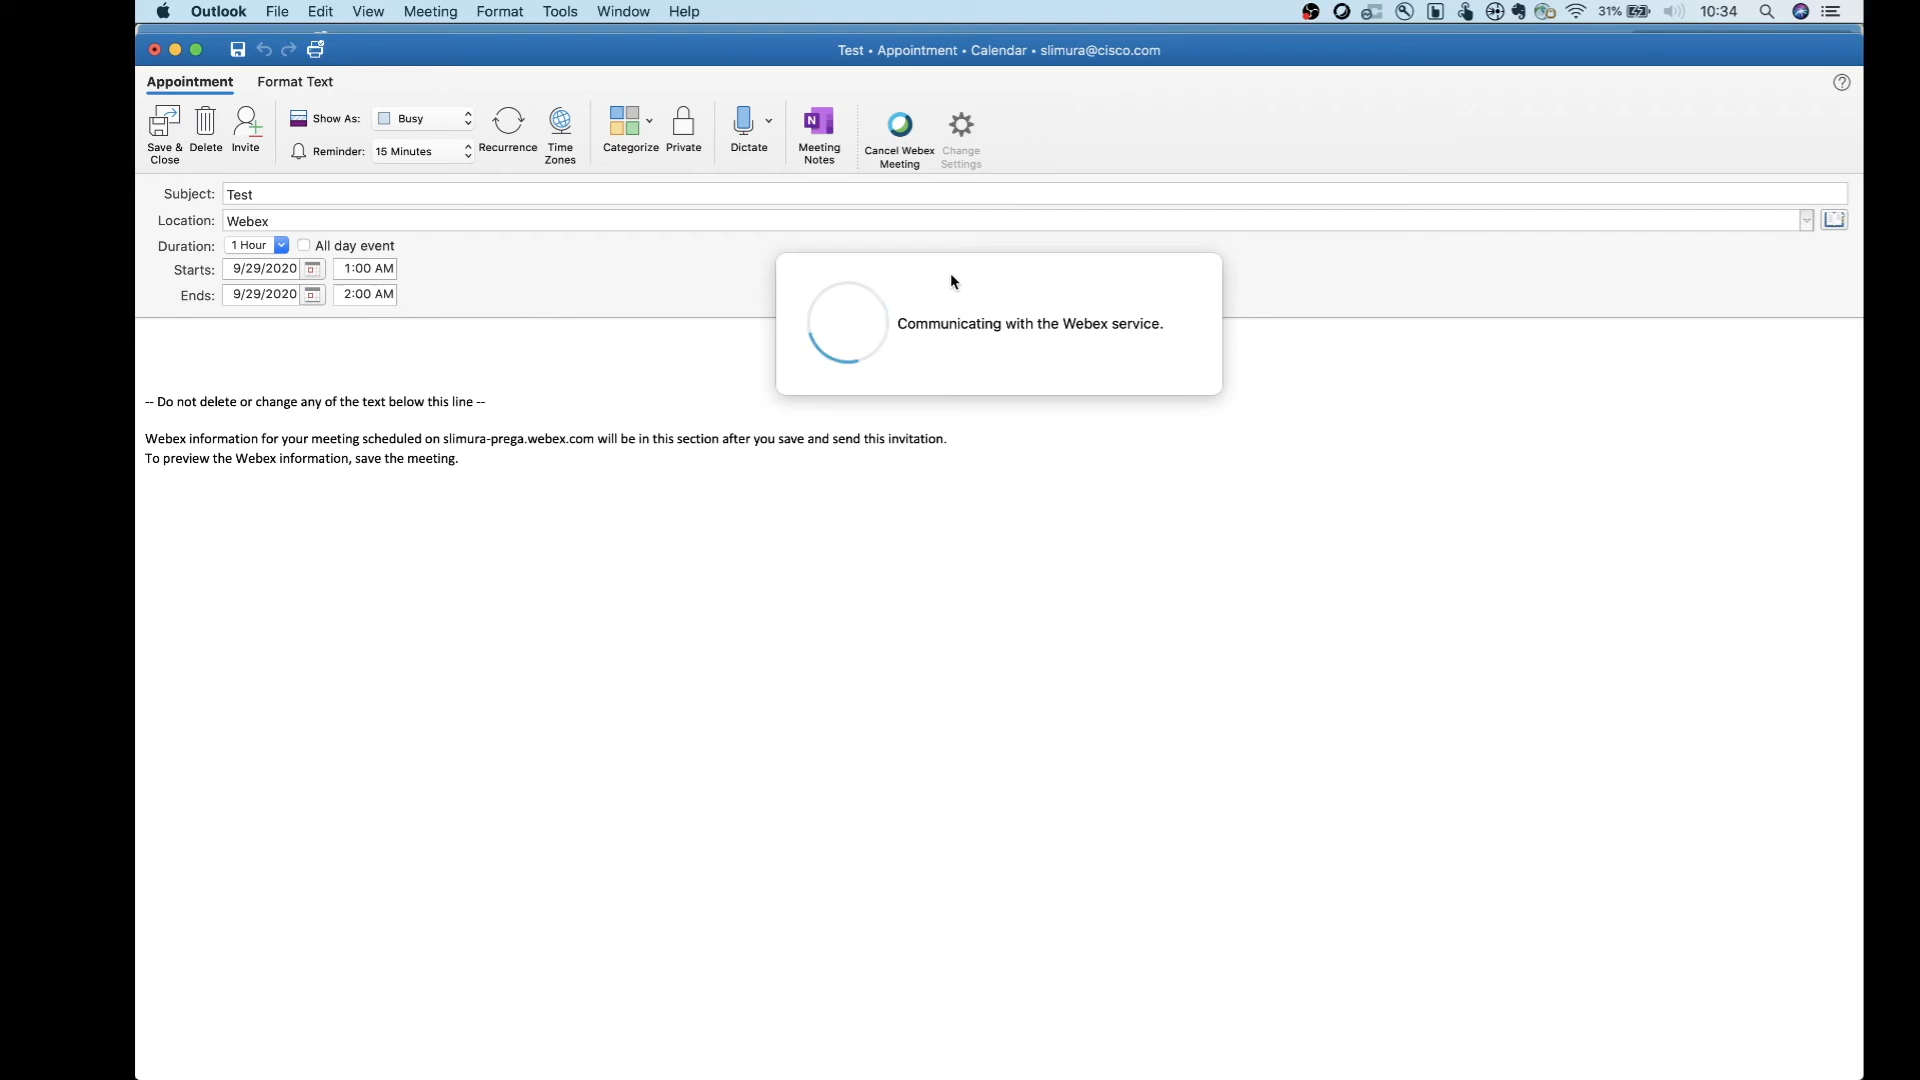 Outlook File Edit View Meeting Format Tools Window Help 31% 10:34
Test • Appointment • Calendar • slimura@cisco.com
Appointment Format Text
Save & Close Delete Invite Show As: Busy Recurrence Time Zones Categorize Private Dictate Meeting Notes Cancel Webex Meeting Change Settings
Reminder: 15 Minutes
Subject: Test
Location: Webex
Duration: 1 Hour All day event
Starts: 9/29/2020 1:00 AM
Ends: 9/29/2020 2:00 AM
Communicating with the Webex service.
-- Do not delete or change any of the text below this line --
Webex information for your meeting scheduled on slimura-prega.webex.com will be in this section after you save and send this invitation.
To preview the Webex information, save the meeting.